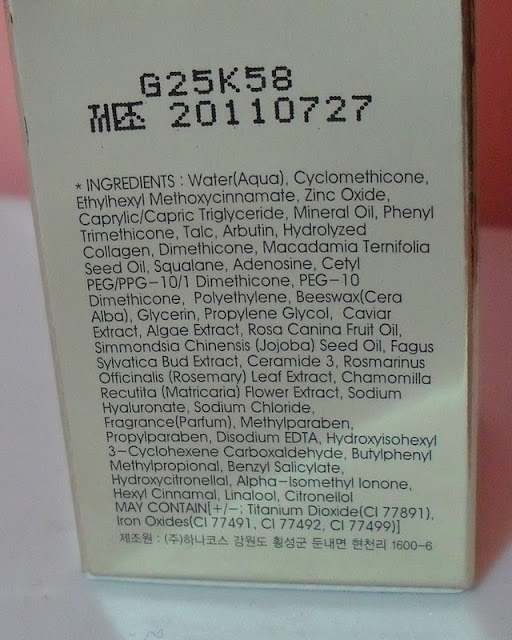 G25K58
제조 20110727
* INGREDIENTS : Water(Aqua), Cyclomethicone,
Ethylhexyl Methoxycinnamate, Zinc Oxide,
Caprylic/Capric Triglyceride, Mineral Oil, Phenyl
Trimethicone, Talc, Arbutin, Hydrolyzed
Collagen, Dimethicone, Macadamia Ternifolia
Seed Oil, Squalane, Adenosine, Cetyl
PEG/PPG-10/1 Dimethicone, PEG-10
Dimethicone, Polyethylene, Beeswax(Cera
Alba), Glycerin, Propylene Glycol, Caviar
Extract, Algae Extract, Rosa Canina Fruit Oil,
Simmondsia Chinensis (Jojoba) Seed Oil, Fagus
Sylvatica Bud Extract, Ceramide 3, Rosmarinus
Officinalis (Rosemary) Leaf Extract, Chamomilla
Recutita (Matricaria) Flower Extract, Sodium
Hyaluronate, Sodium Chloride,
Fragrance(Parfum), Methylparaben,
Propylparaben, Disodium EDTA, Hydroxyisohexyl
3-Cyclohexene Carboxaldehyde, Butylphenyl
Methylpropional, Benzyl Salicylate,
Hydroxycitronellal, Alpha-Isomethyl Ionone,
Hexyl Cinnamal, Linalool, Citronellol
MAY CONTAIN[+/-; Titanium Dioxide(CI 77891),
Iron Oxides(CI 77491, CI 77492, CI 77499)]
제조원 : (주)하나코스 강원도 횡성군 둔내면 현천리 1600-6